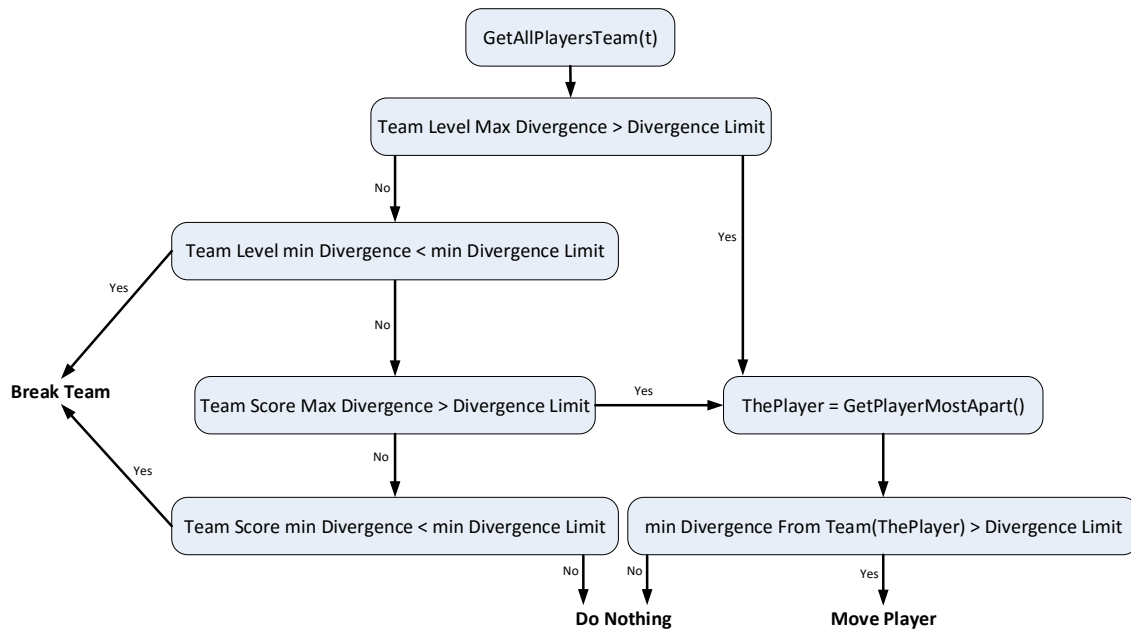 GetAllPlayersTeam(t)
Team Level Max Divergence > Divergence Limit
No
Yes
Team Level min Divergence < min Divergence Limit
Yes
No
Break Team
Team Score Max Divergence > Divergence Limit
Yes
ThePlayer = GetPlayerMostApart()
No
Yes
Team Score min Divergence < min Divergence Limit
min Divergence From Team(ThePlayer) > Divergence Limit
No
No
Yes
Do Nothing
Move Player